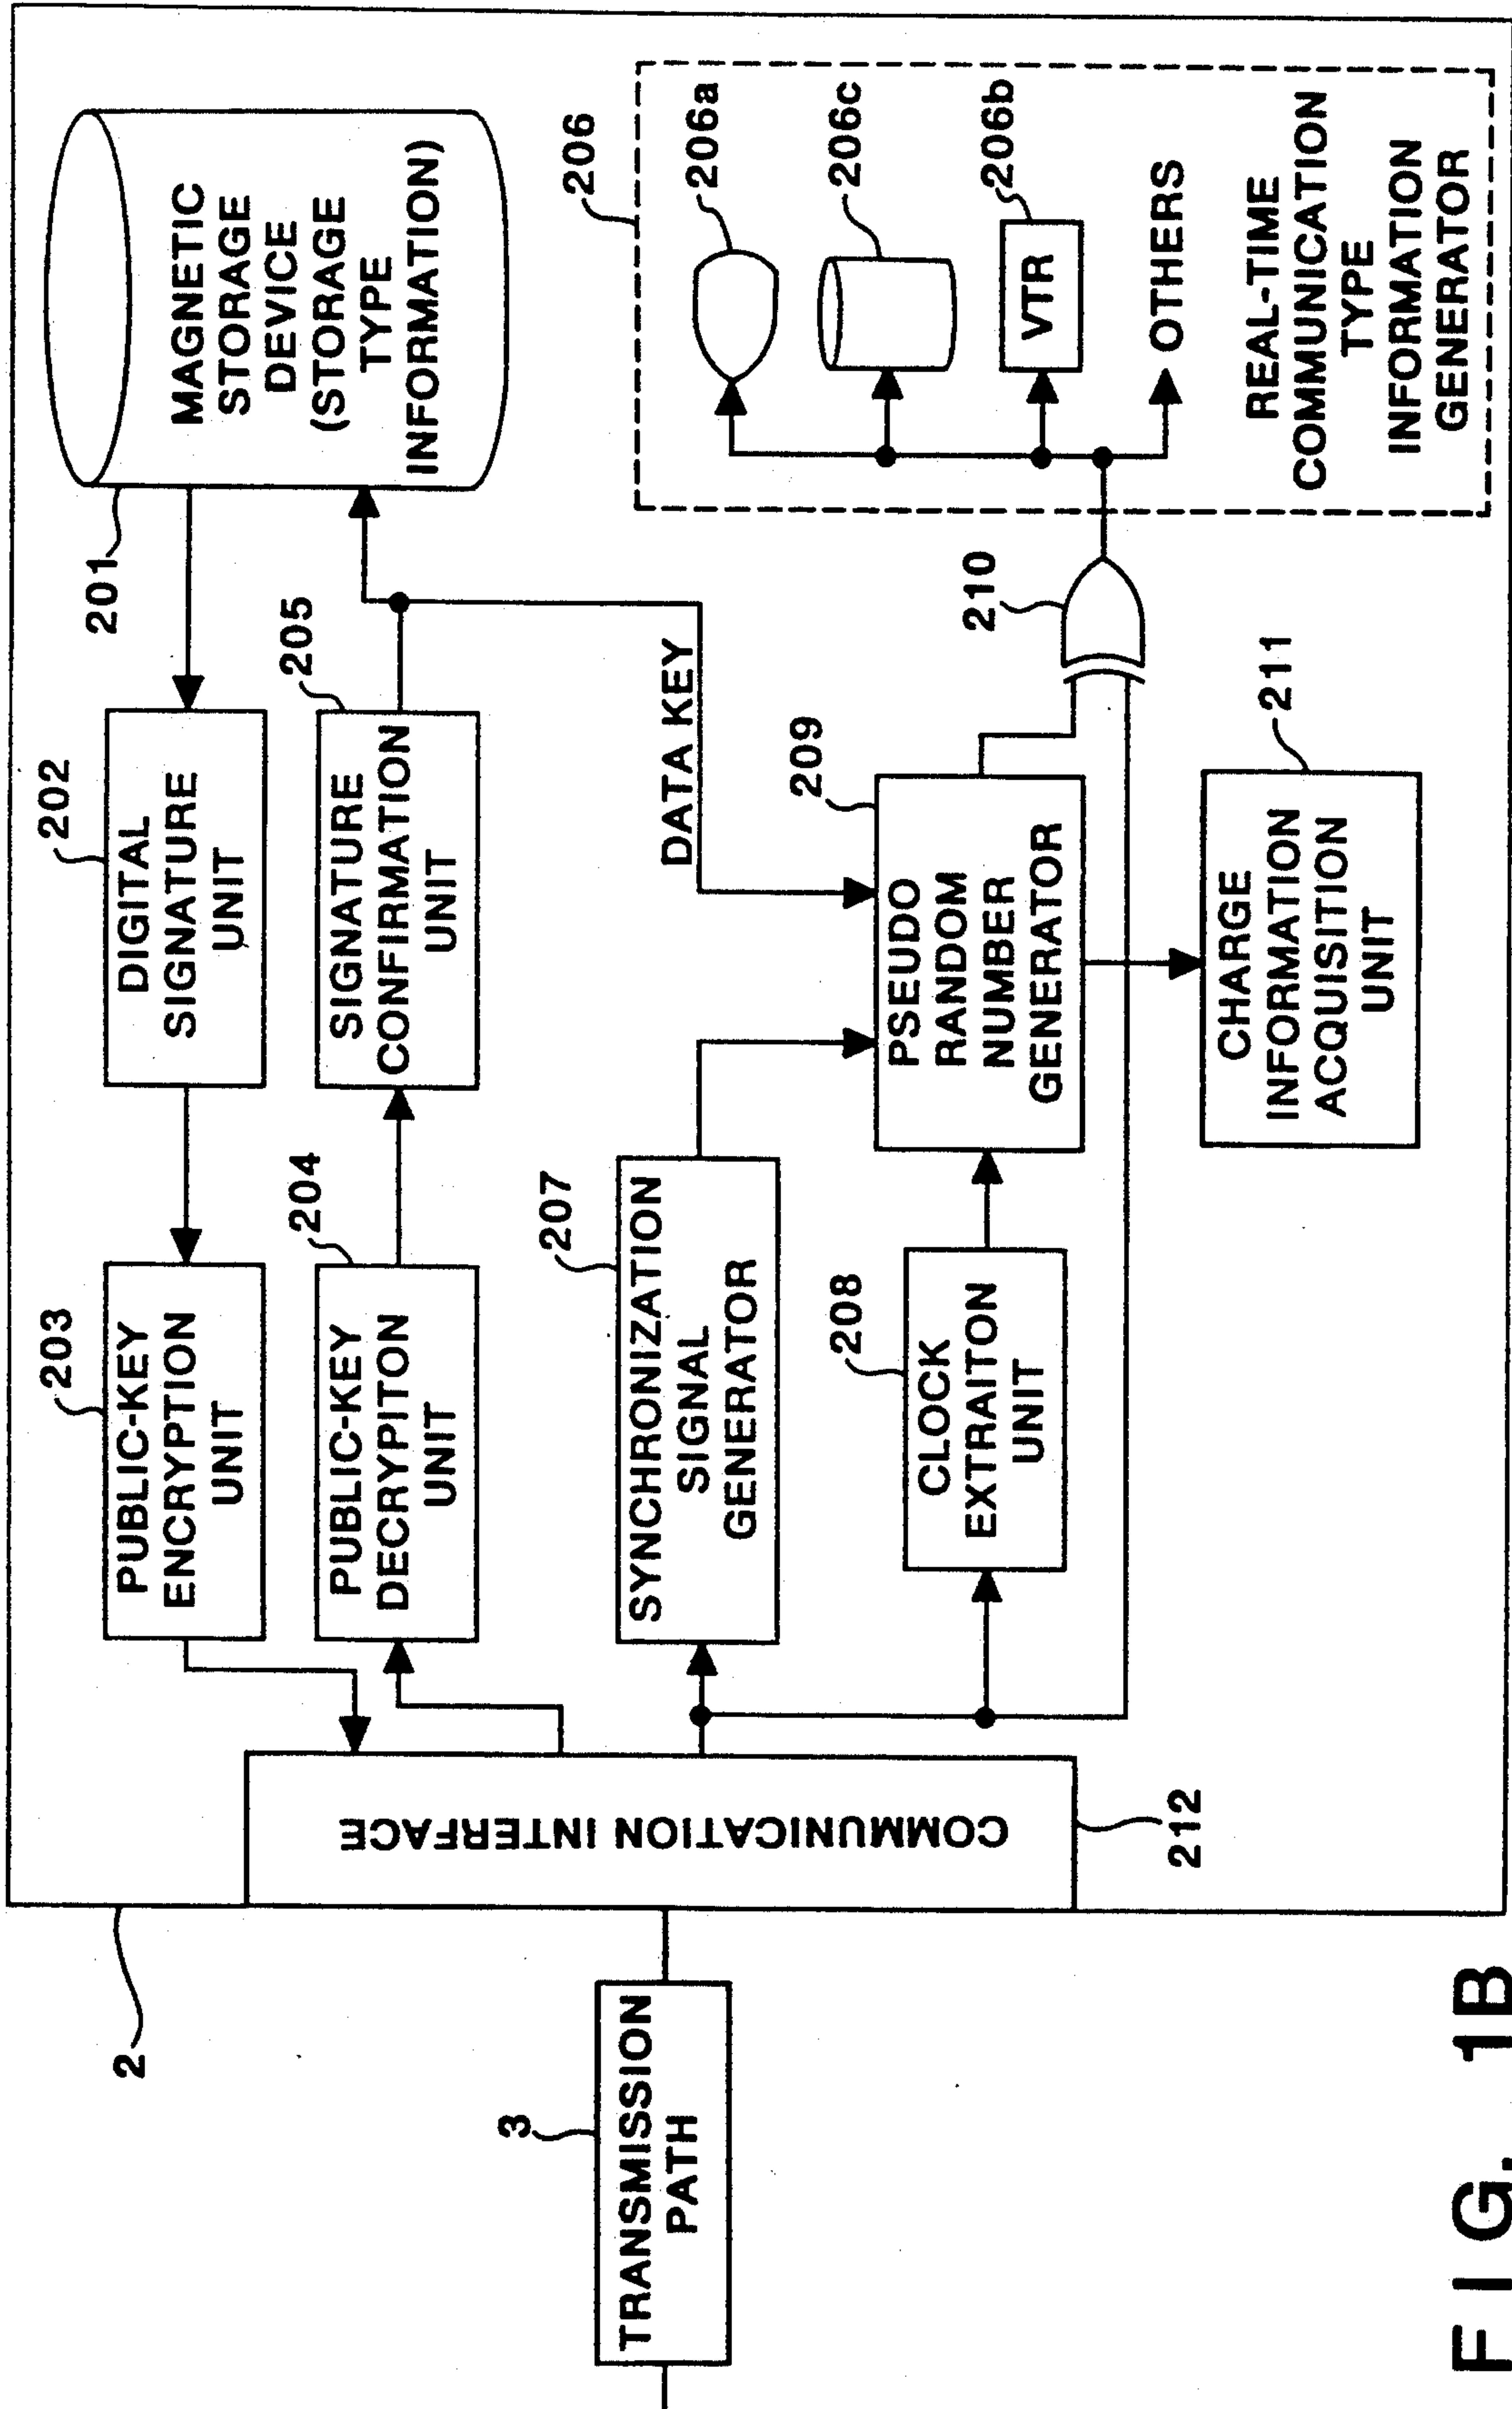 2
201
MAGNETIC
STORAGE
DEVICE
(STORAGE
TYPE
INFORMATION)
202
DIGITAL
SIGNATURE
UNIT
203
PUBLIC-KEY
ENCRYPTION
UNIT
204
PUBLIC-KEY
DECRYPITON
UNIT
205
SIGNATURE
CONFIRMATION
UNIT
DATA KEY
206
206a
206c
206b
VTR
OTHERS
REAL-TIME
COMMUNICATION
TYPE
INFORMATION
GENERATOR
207
SYNCHRONIZATION
SIGNAL
GENERATOR
208
CLOCK
EXTRAITON
UNIT
209
PSEUDO
RANDOM
NUMBER
GENERATOR
210
211
CHARGE
INFORMATION
ACQUISITION
UNIT
COMMUNICATION INTERFACE
212
3
TRANSMISSION
PATH
FIG. 1B